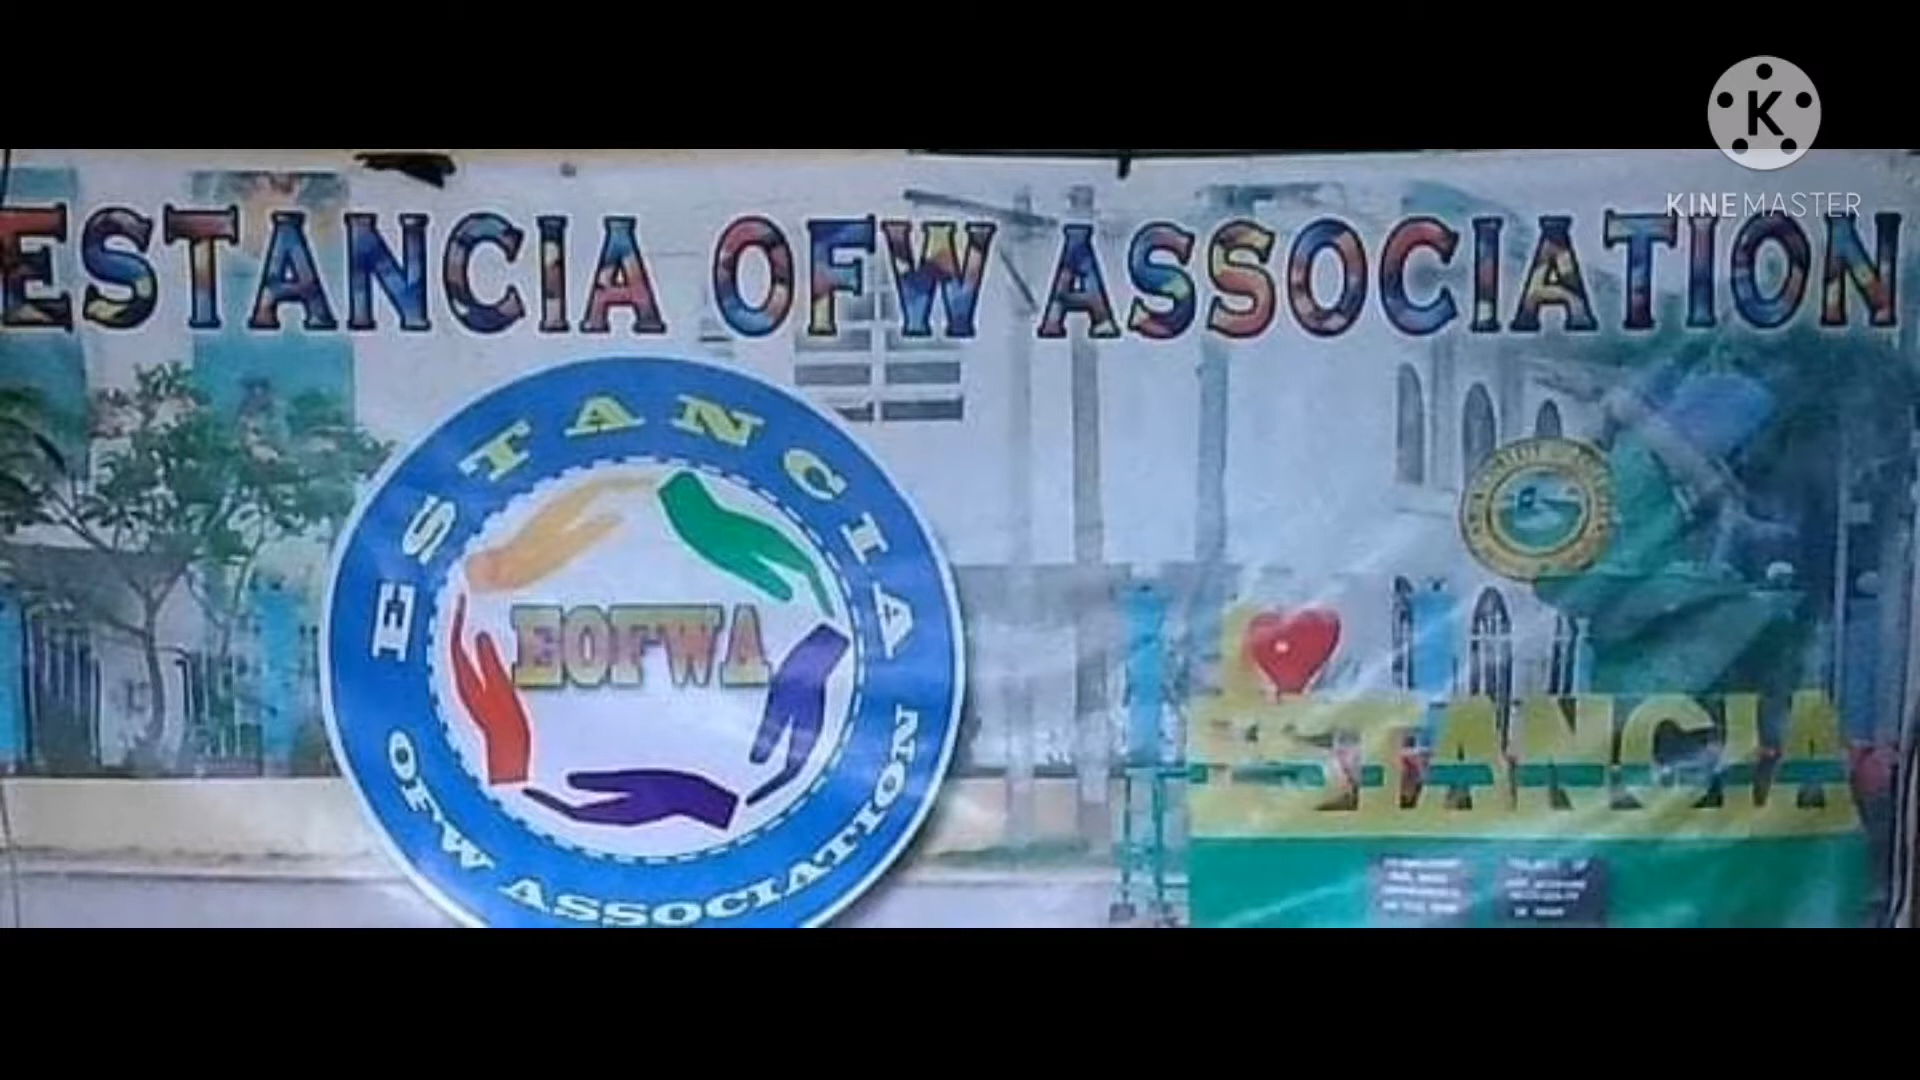 K
KINEMASTER
ESTANCIA OFW ASSOCIATION
ESTANCIA
EOFWA
OFW ASSOCIATION
ESTANCIA